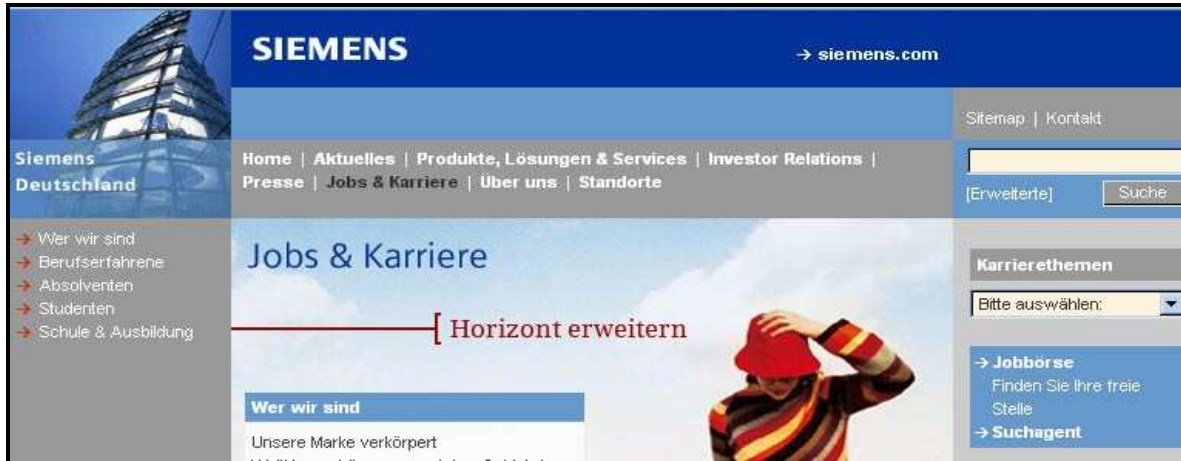 SIEMENS
→ siemens.com
Sitemap | Kontakt
Siemens
Deutschland
Home | Aktuelles | Produkte, Lösungen & Services | Investor Relations |
Presse | Jobs & Karriere | Über uns | Standorte
[Erweiterte]
Suche
→ Wer wir sind
→ Berufserfahrene
→ Absolventen
→ Studenten
→ Schule & Ausbildung
Jobs & Karriere
Horizont erweitern
Wer wir sind
Unsere Marke verkörpert
Karrierethemen
Bitte auswählen:
→ Jobbörse
Finden Sie Ihre freie
Stelle
→ Suchagent